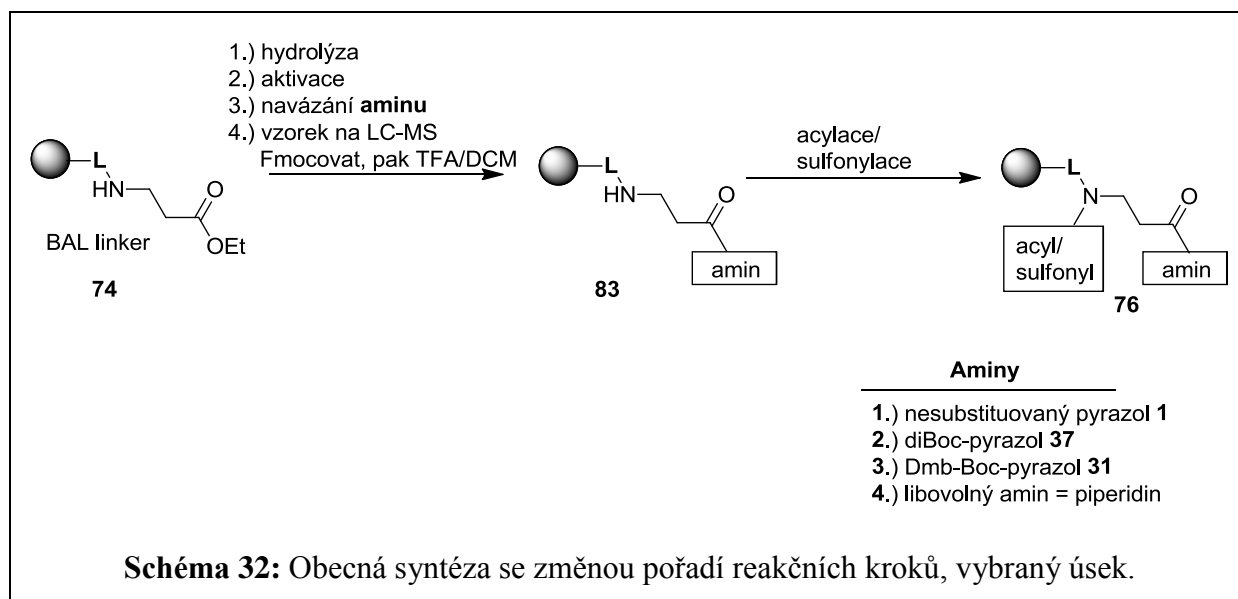 1.) hydrolýza
2.) aktivace
3.) navázání aminu
4.) vzorek na LC-MS
Fmocovat, pak TFA/DCM
L
HN
O
OEt
BAL linker
74
L
HN
O
amin
83
acylace/
sulfonylace
L
N
O
acyl/
sulfonyl
amin
76
Aminy
1.) nesubstituovaný pyrazol 1
2.) diBoc-pyrazol 37
3.) Dmb-Boc-pyrazol 31
4.) libovolný amin = piperidin
Schéma 32: Obecná syntéza se změnou pořadí reakčních kroků, vybraný úsek.